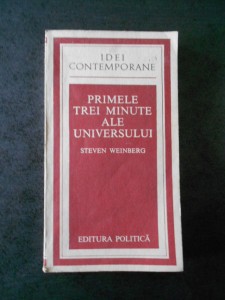 IDEI
CONTEMPORANE
PRIMELE
TREI MINUTE
ALE
UNIVERSULUI
STEVEN WEINBERG
EDITURA POLITICĂ